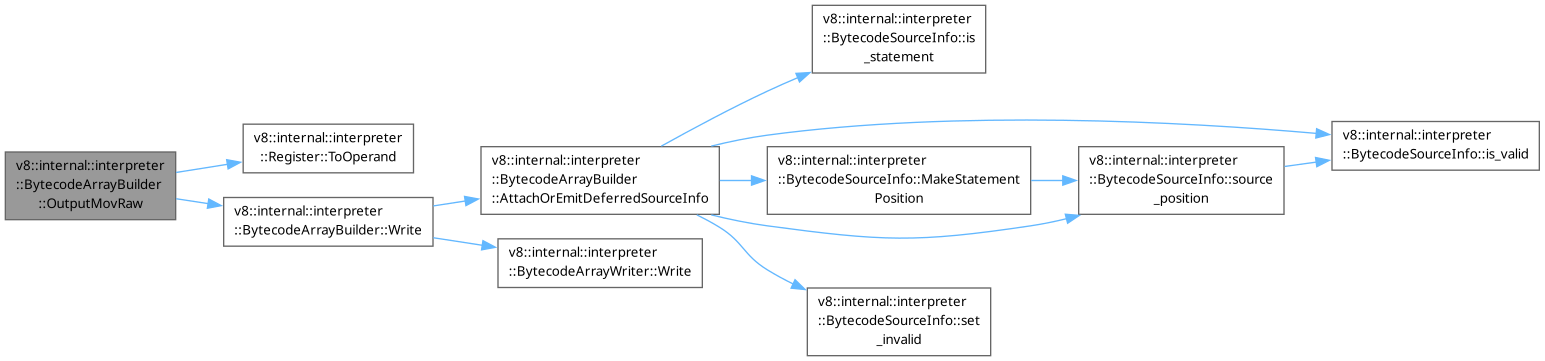 v8::internal::interpreter
::BytecodeArrayBuilder
::OutputMovRaw
v8::internal::interpreter
::Register::ToOperand
v8::internal::interpreter
::BytecodeArrayBuilder::Write
v8::internal::interpreter
::BytecodeArrayBuilder
::AttachOrEmitDeferredSourceInfo
v8::internal::interpreter
::BytecodeArrayWriter::Write
v8::internal::interpreter
::BytecodeSourceInfo::is
_statement
v8::internal::interpreter
::BytecodeSourceInfo::MakeStatement
Position
v8::internal::interpreter
::BytecodeSourceInfo::set
_invalid
v8::internal::interpreter
::BytecodeSourceInfo::source
_position
v8::internal::interpreter
::BytecodeSourceInfo::is_valid